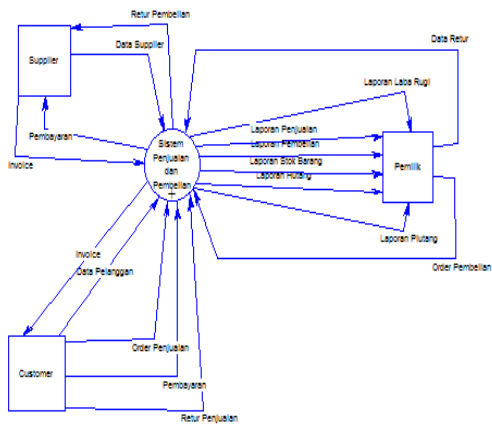 Retur Pembelian
Data Supplier
Data Retur
Supplier
Laporan Laba Rugi
Laporan Penjualan
Pembayaran
Sistem
Penjualan
dan
Pembelian
Laporan Pembelian
Laporan Stok Barang
Laporan Hutang
Pemilik
Invoice
Laporan Piutang
Order Pembelian
Invoice
Data Pelanggan
Customer
Order Penjualan
Pembayaran
Retur Penjualan